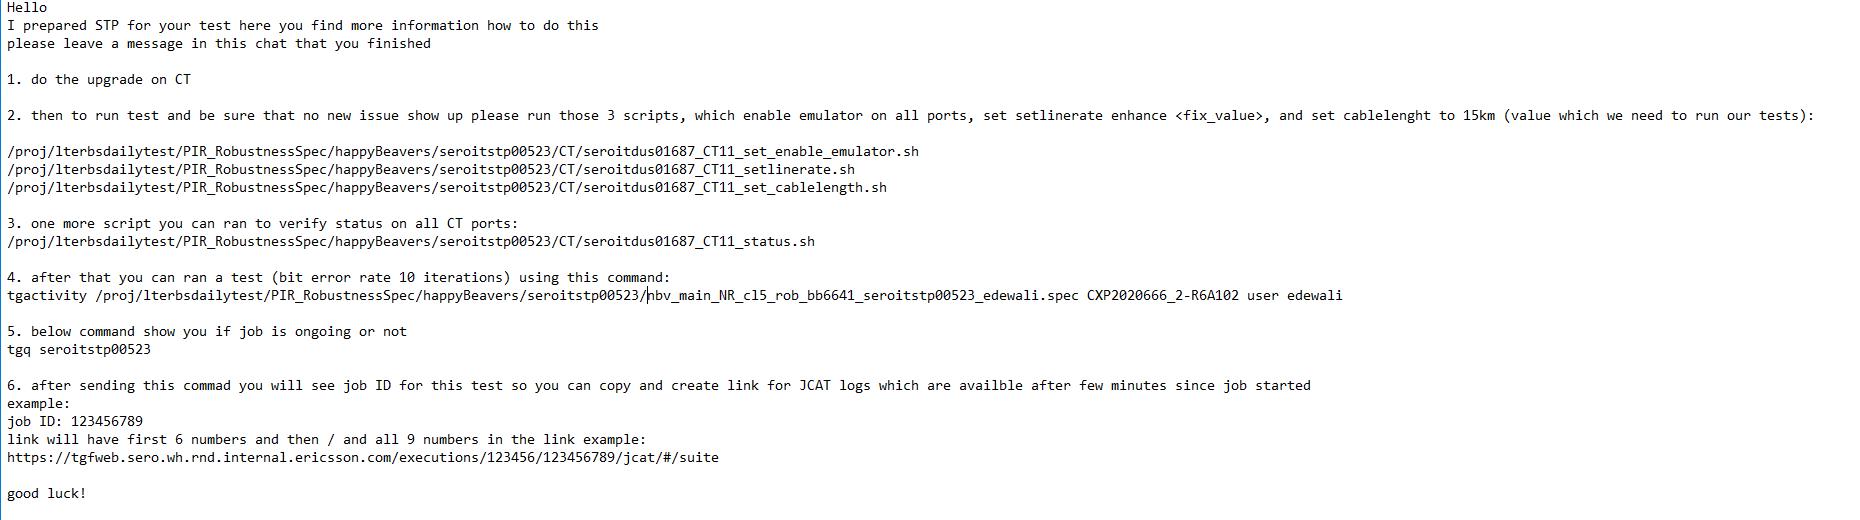 Hello
I prepared STP for your test here you find more information how to do this
please leave a message in this chat that you finished
1. do the upgrade on CT
2. then to run test and be sure that no new issue show up please run those 3 scripts, which enable emulator on all ports, set setlinerate enhance <fix_value>, and set cablelenght to 15km (value which we need to run our tests):
/proj/lterbsdailytest/PIR_RobustnessSpec/happyBeavers/seroitstp00523/CT/seroitdus01687_CT11_set_enable_emulator.sh
/proj/lterbsdailytest/PIR_RobustnessSpec/happyBeavers/seroitstp00523/CT/seroitdus01687_CT11_setlinerate.sh
/proj/lterbsdailytest/PIR_RobustnessSpec/happyBeavers/seroitstp00523/CT/seroitdus01687_CT11_set_cablelength.sh
3. one more script you can ran to verify status on all CT ports:
/proj/lterbsdailytest/PIR_RobustnessSpec/happyBeavers/seroitstp00523/CT/seroitdus01687_CT11_status.sh
4. after that you can ran a test (bit error rate 10 iterations) using this command:
tgactivity /proj/lterbsdailytest/PIR_RobustnessSpec/happyBeavers/seroitstp00523/nbv_main_NR_cl5_rob_bb6641_seroitstp00523_edewali.spec CXP2020666_2-R6A102 user edewali
5. below command show you if job is ongoing or not
tgq seroitstp00523
6. after sending this commad you will see job ID for this test so you can copy and create link for JCAT logs which are availble after few minutes since job started
example:
job ID: 123456789
link will have first 6 numbers and then / and all 9 numbers in the link example:
https://tgfweb.sero.wh.rnd.internal.ericsson.com/executions/123456/123456789/jcat/#/suite
good luck!